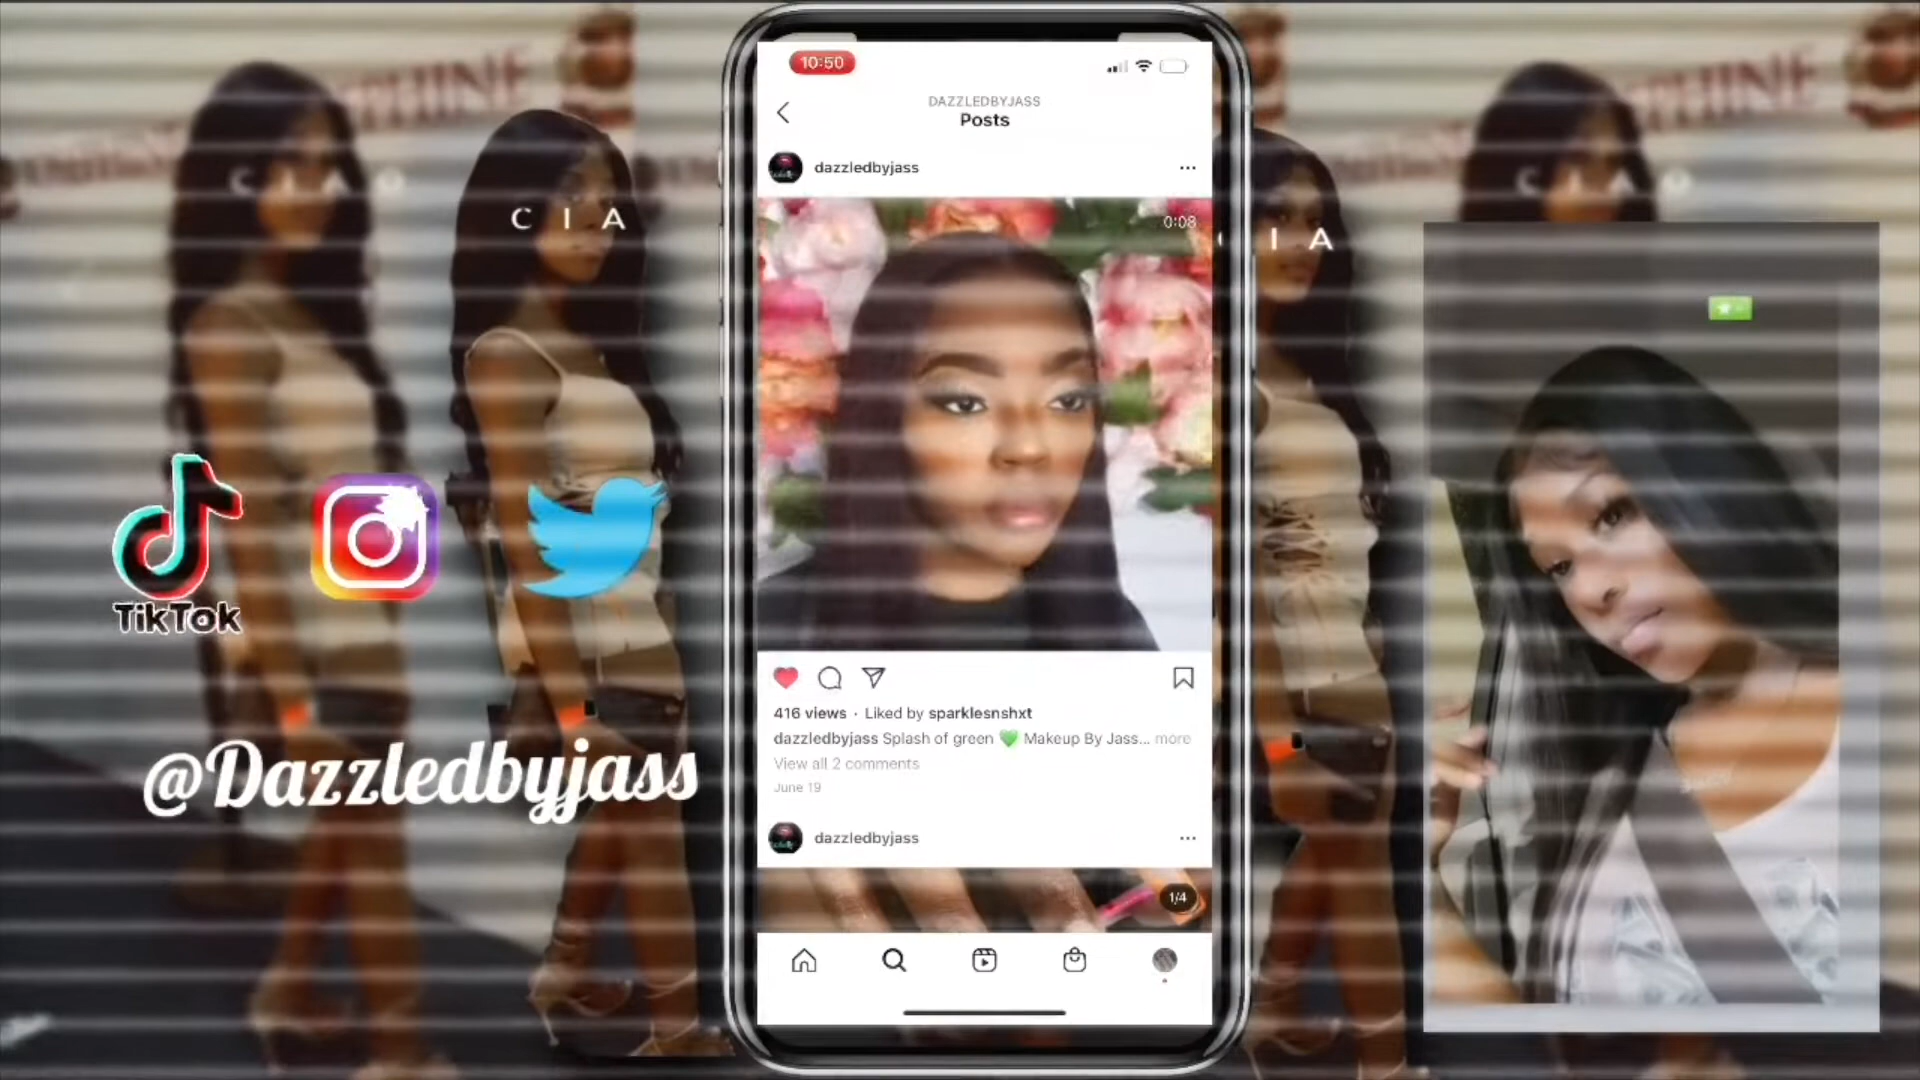 10:50
DAZZLEDBYJASS
Posts
dazzledbyjass
0:08
C I A O
C I A
I A
C I A O
TikTok
@Dazzledbyjass
416 views · Liked by sparklesnshxt
dazzledbyjass Splash of green 💚 Makeup By Jass... more
View all 2 comments
June 19
dazzledbyjass
1/4